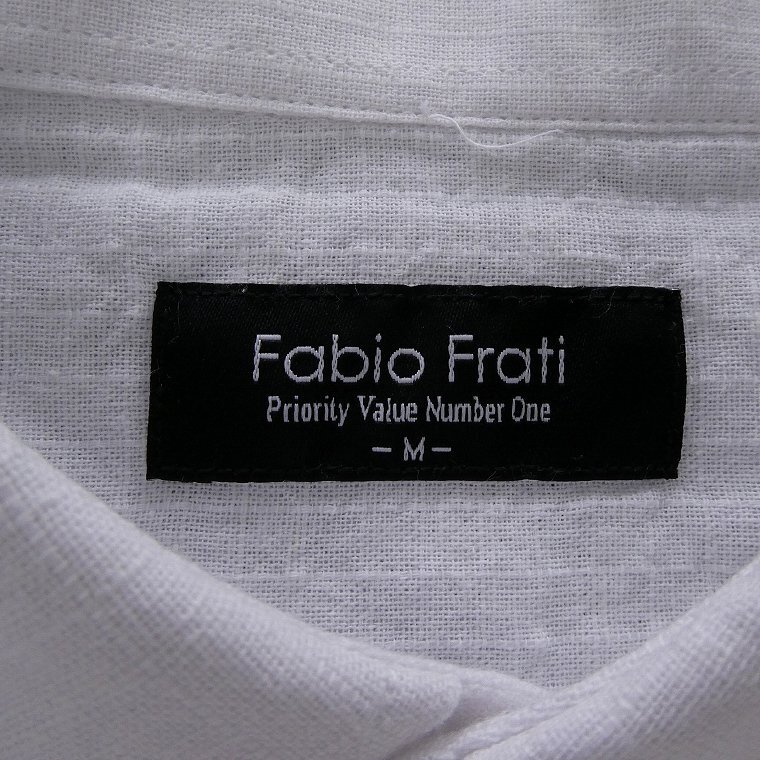 Fabio Frati
Priority Value Number One
- M -